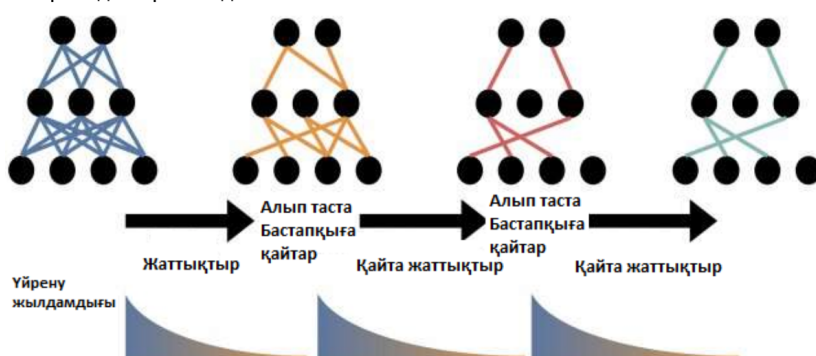 Алып таста
Бастапқыға
қайтар
Алып таста
Бастапқыға
қайтар
Жаттықтыр
Қайта жаттықтыр
Қайта жаттықтыр
Үйрену
жылдамдығы